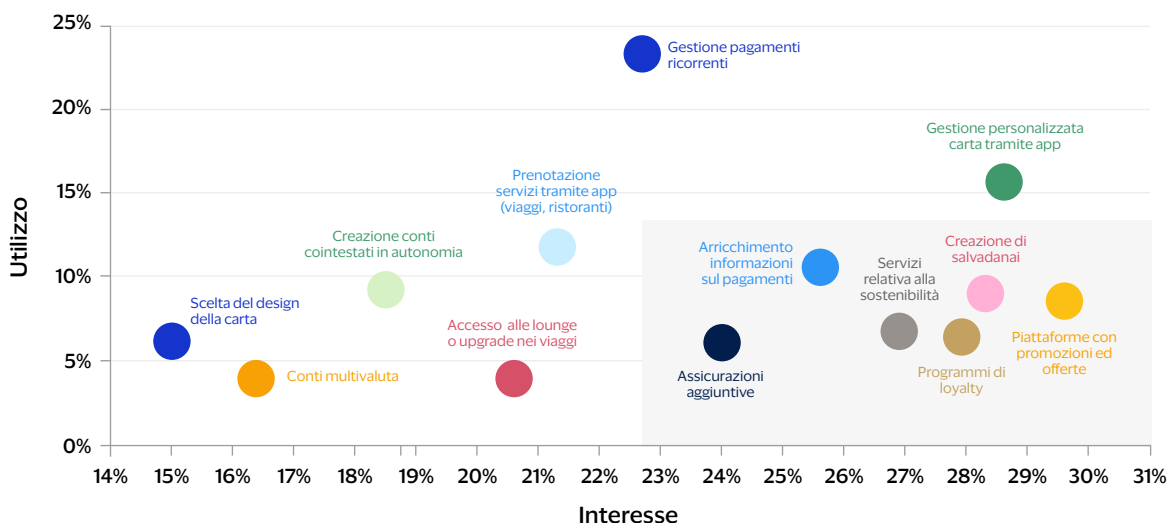 25%
20%
15%
10%
5%
0%
Utilizzo
Gestione pagamenti
ricorrenti
Gestione personalizzata
carta tramite app
Prenotazione
servizi tramite app
(viaggi, ristoranti)
Creazione conti
cointestati in autonomia
Arricchimento
informazioni
sul pagamenti
Servizi
relativa alla
sostenibilità
Creazione di
salvadanai
Scelta del design
della carta
Accesso alle lounge
o upgrade nei viaggi
Conti multivaluta
Assicurazioni
aggiuntive
Programmi di
loyalty
Piattaforme con
promozioni ed
offerte
14% 15% 16% 17% 18% 19% 20% 21% 22% 23% 24% 25% 26% 27% 28% 29% 30% 31%
Interesse